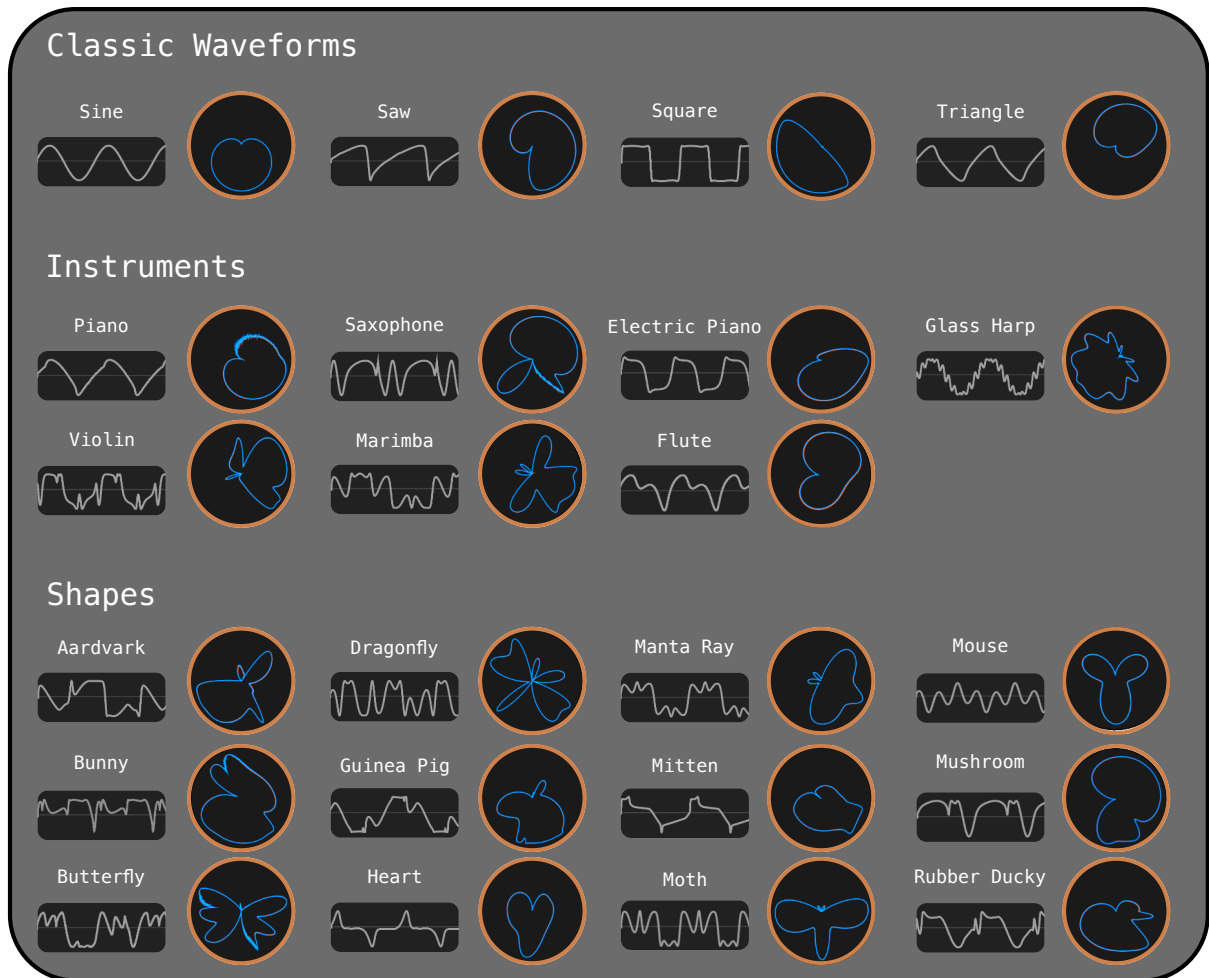 Classic Waveforms
Sine
Saw
Square
Triangle
Instruments
Piano
Saxophone
Electric Piano
Glass Harp
Violin
Marimba
Flute
Shapes
Aardvark
Dragonfly
Manta Ray
Mouse
Bunny
Guinea Pig
Mitten
Mushroom
Butterfly
Heart
Moth
Rubber Ducky